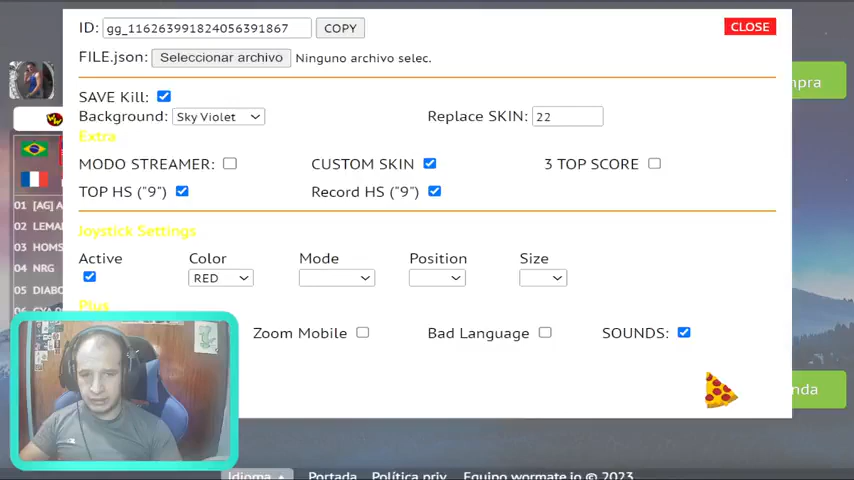 ID: gg_116263991824056391867 COPY CLOSE
FILE.json: Seleccionar archivo Ninguno archivo selec.
SAVE Kill:
Background: Sky Violet Replace SKIN: 22
Extra
MODO STREAMER: CUSTOM SKIN 3 TOP SCORE
TOP HS ("9") Record HS ("9")
Joystick Settings
Active Color Mode Position Size
RED
Plus
Zoom Mobile Bad Language SOUNDS:
01 [AG] A
02 LEMA
03 HOMS
04 NRG
05 DIABO
Idioma Portada Política priv. Equipo wormate.io © 2023